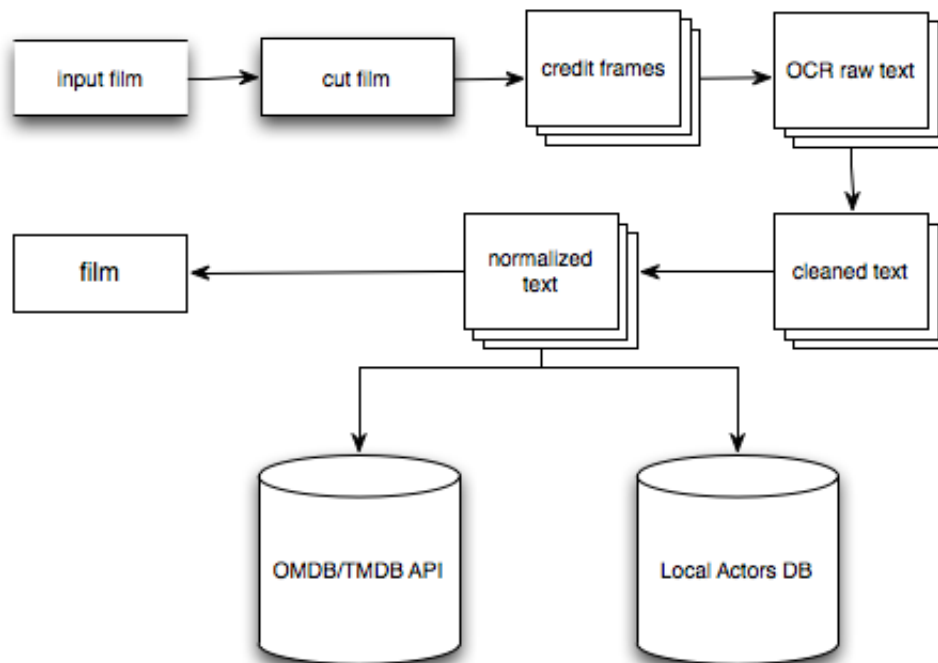 input film
cut film
credit frames
OCR raw text
film
normalized
text
cleaned text
OMDB/TMDB API
Local Actors DB